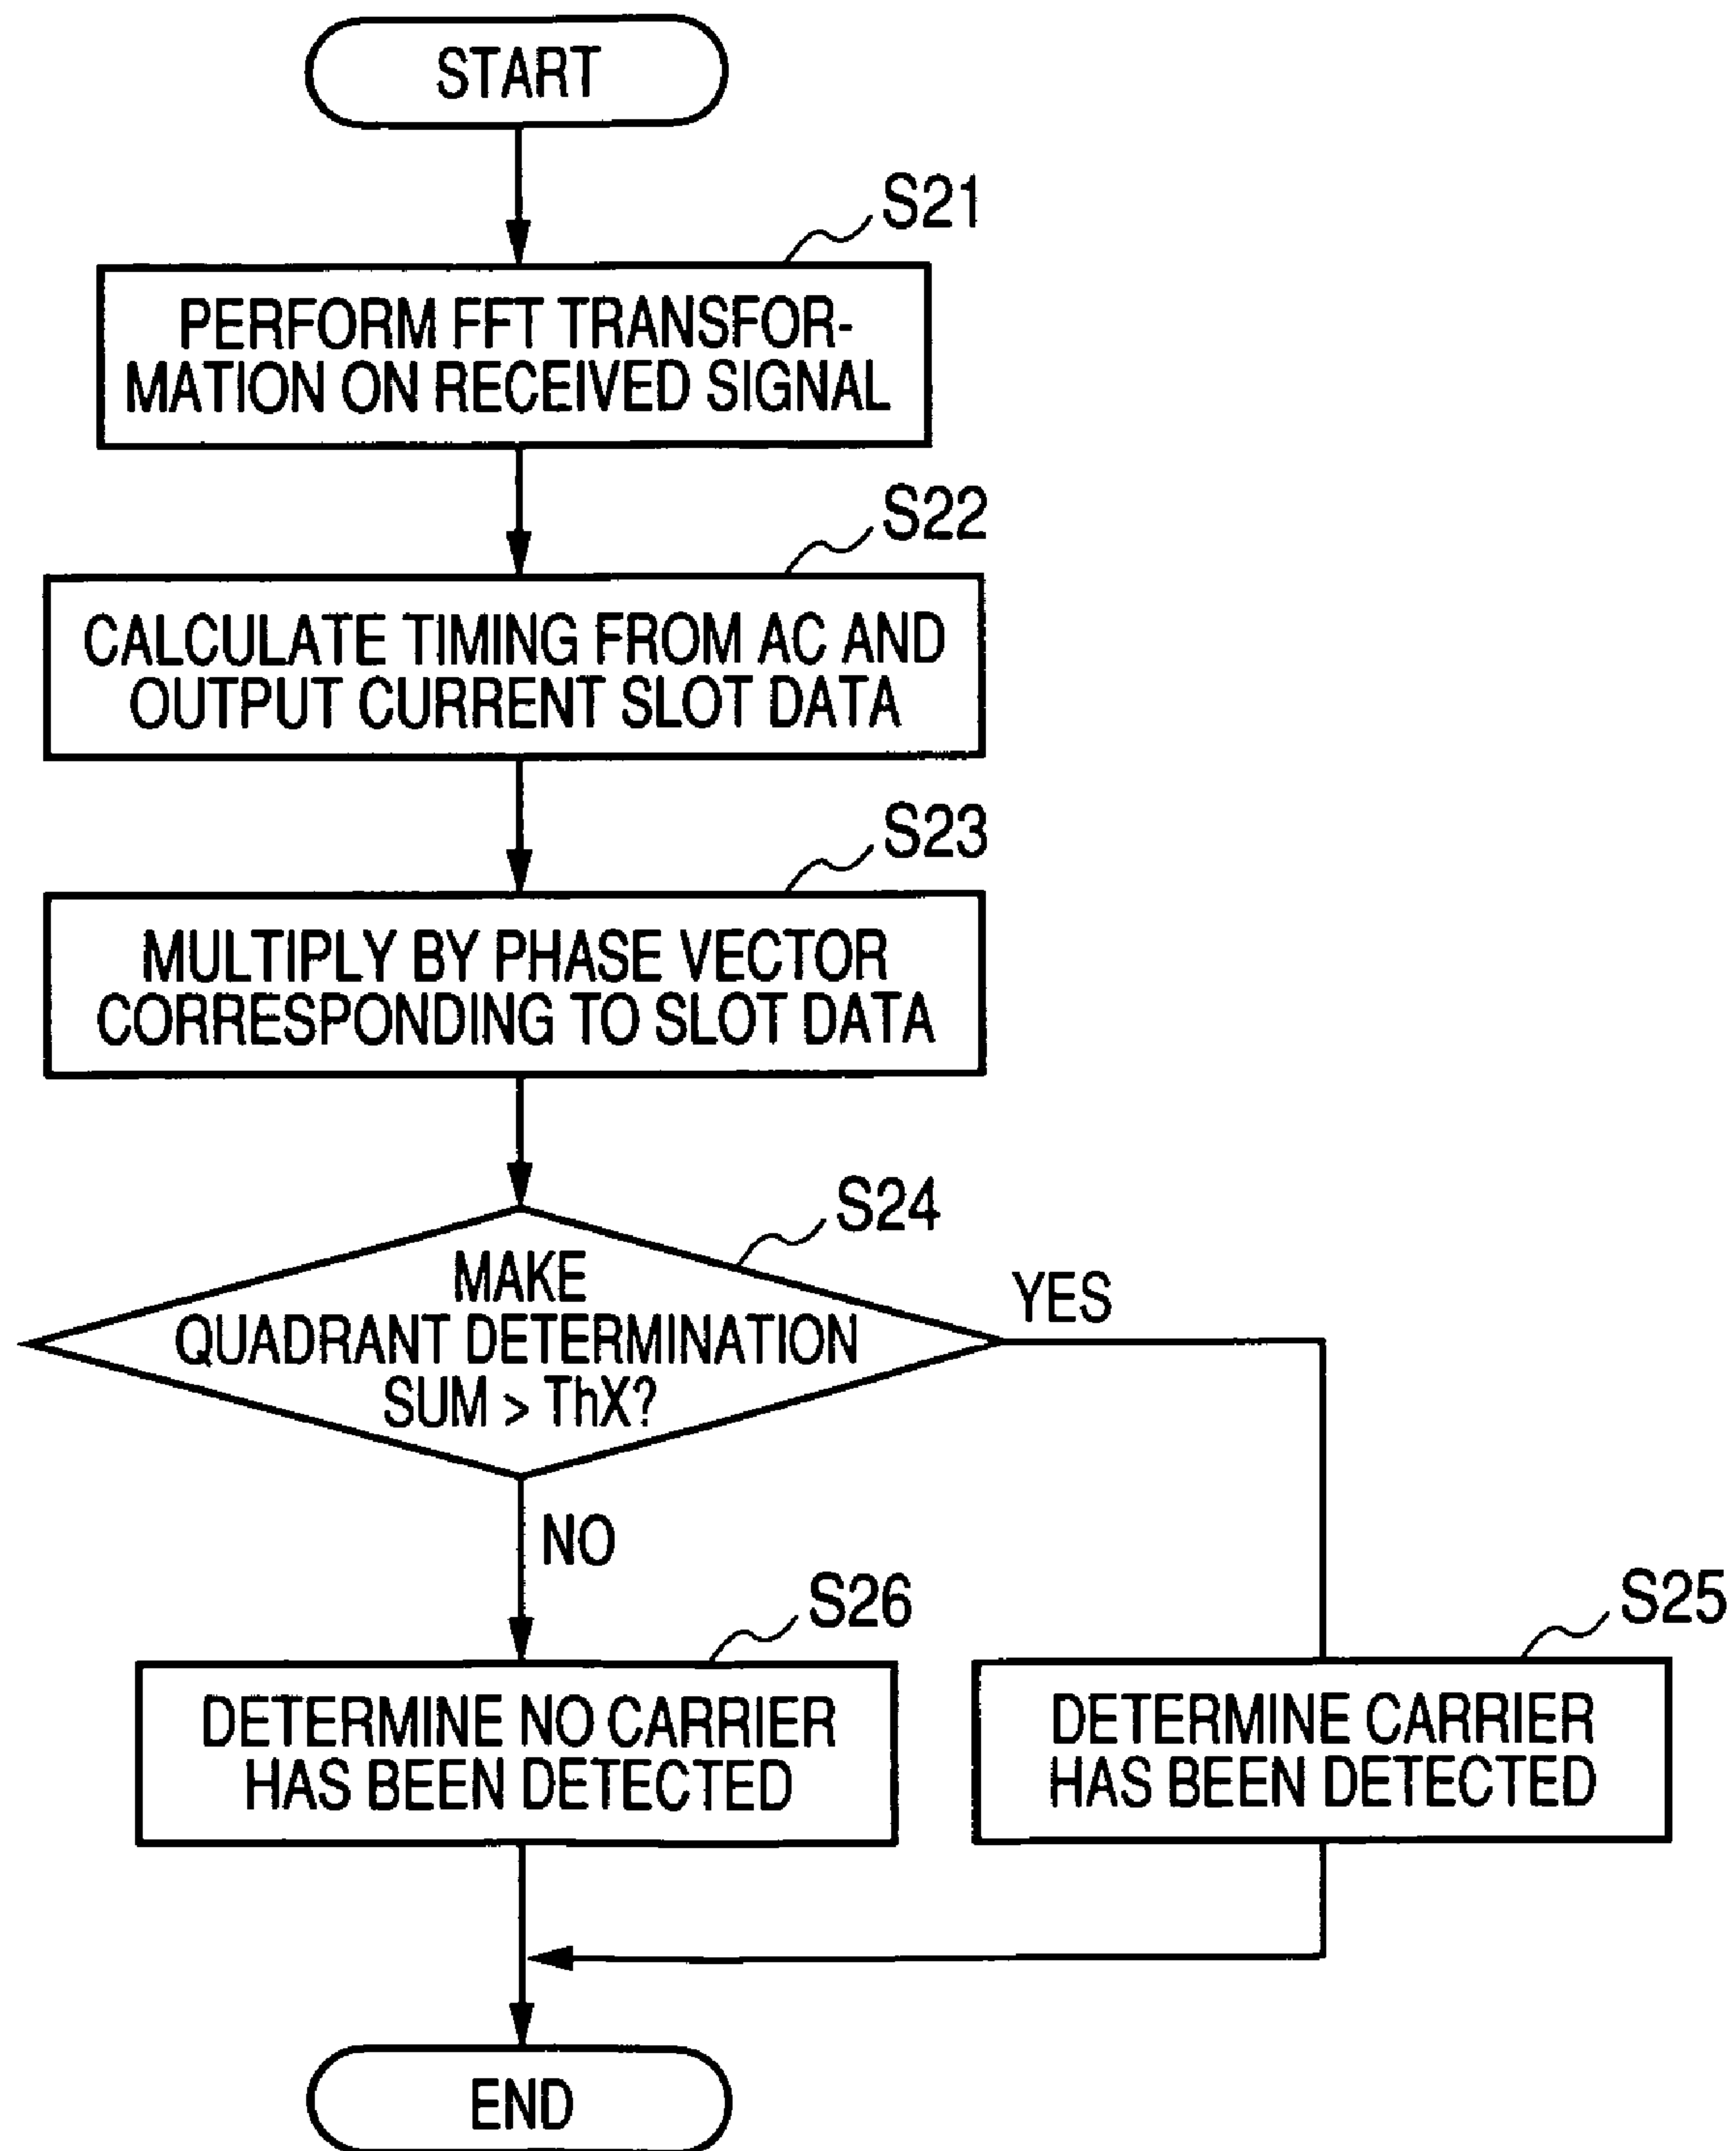 START
S21
PERFORM FFT TRANSFOR-
MATION ON RECEIVED SIGNAL
S22
CALCULATE TIMING FROM AC AND
OUTPUT CURRENT SLOT DATA
S23
MULTIPLY BY PHASE VECTOR
CORRESPONDING TO SLOT DATA
S24
MAKE
QUADRANT DETERMINATION
SUM > ThX?
YES
NO
S26
DETERMINE NO CARRIER
HAS BEEN DETECTED
S25
DETERMINE CARRIER
HAS BEEN DETECTED
END